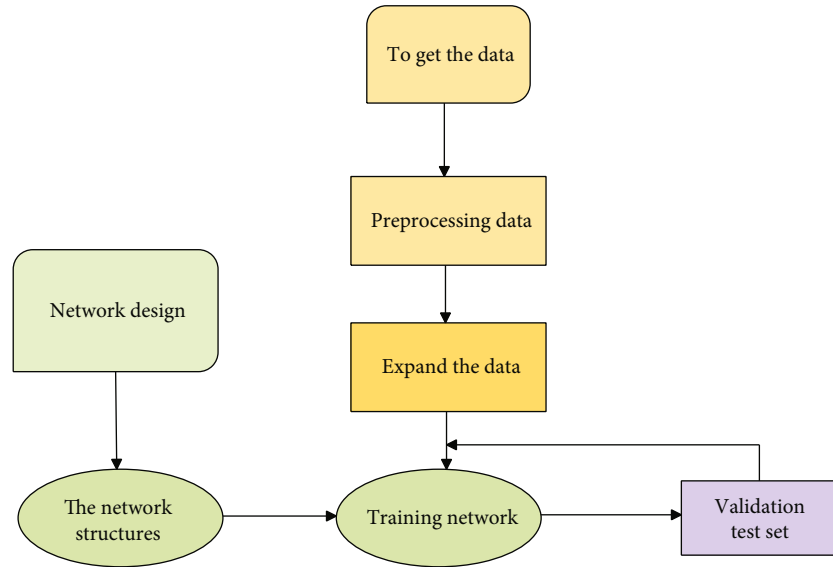 To get the data
Preprocessing data
Network design
Expand the data
The network
structures
Training network
Validation
test set